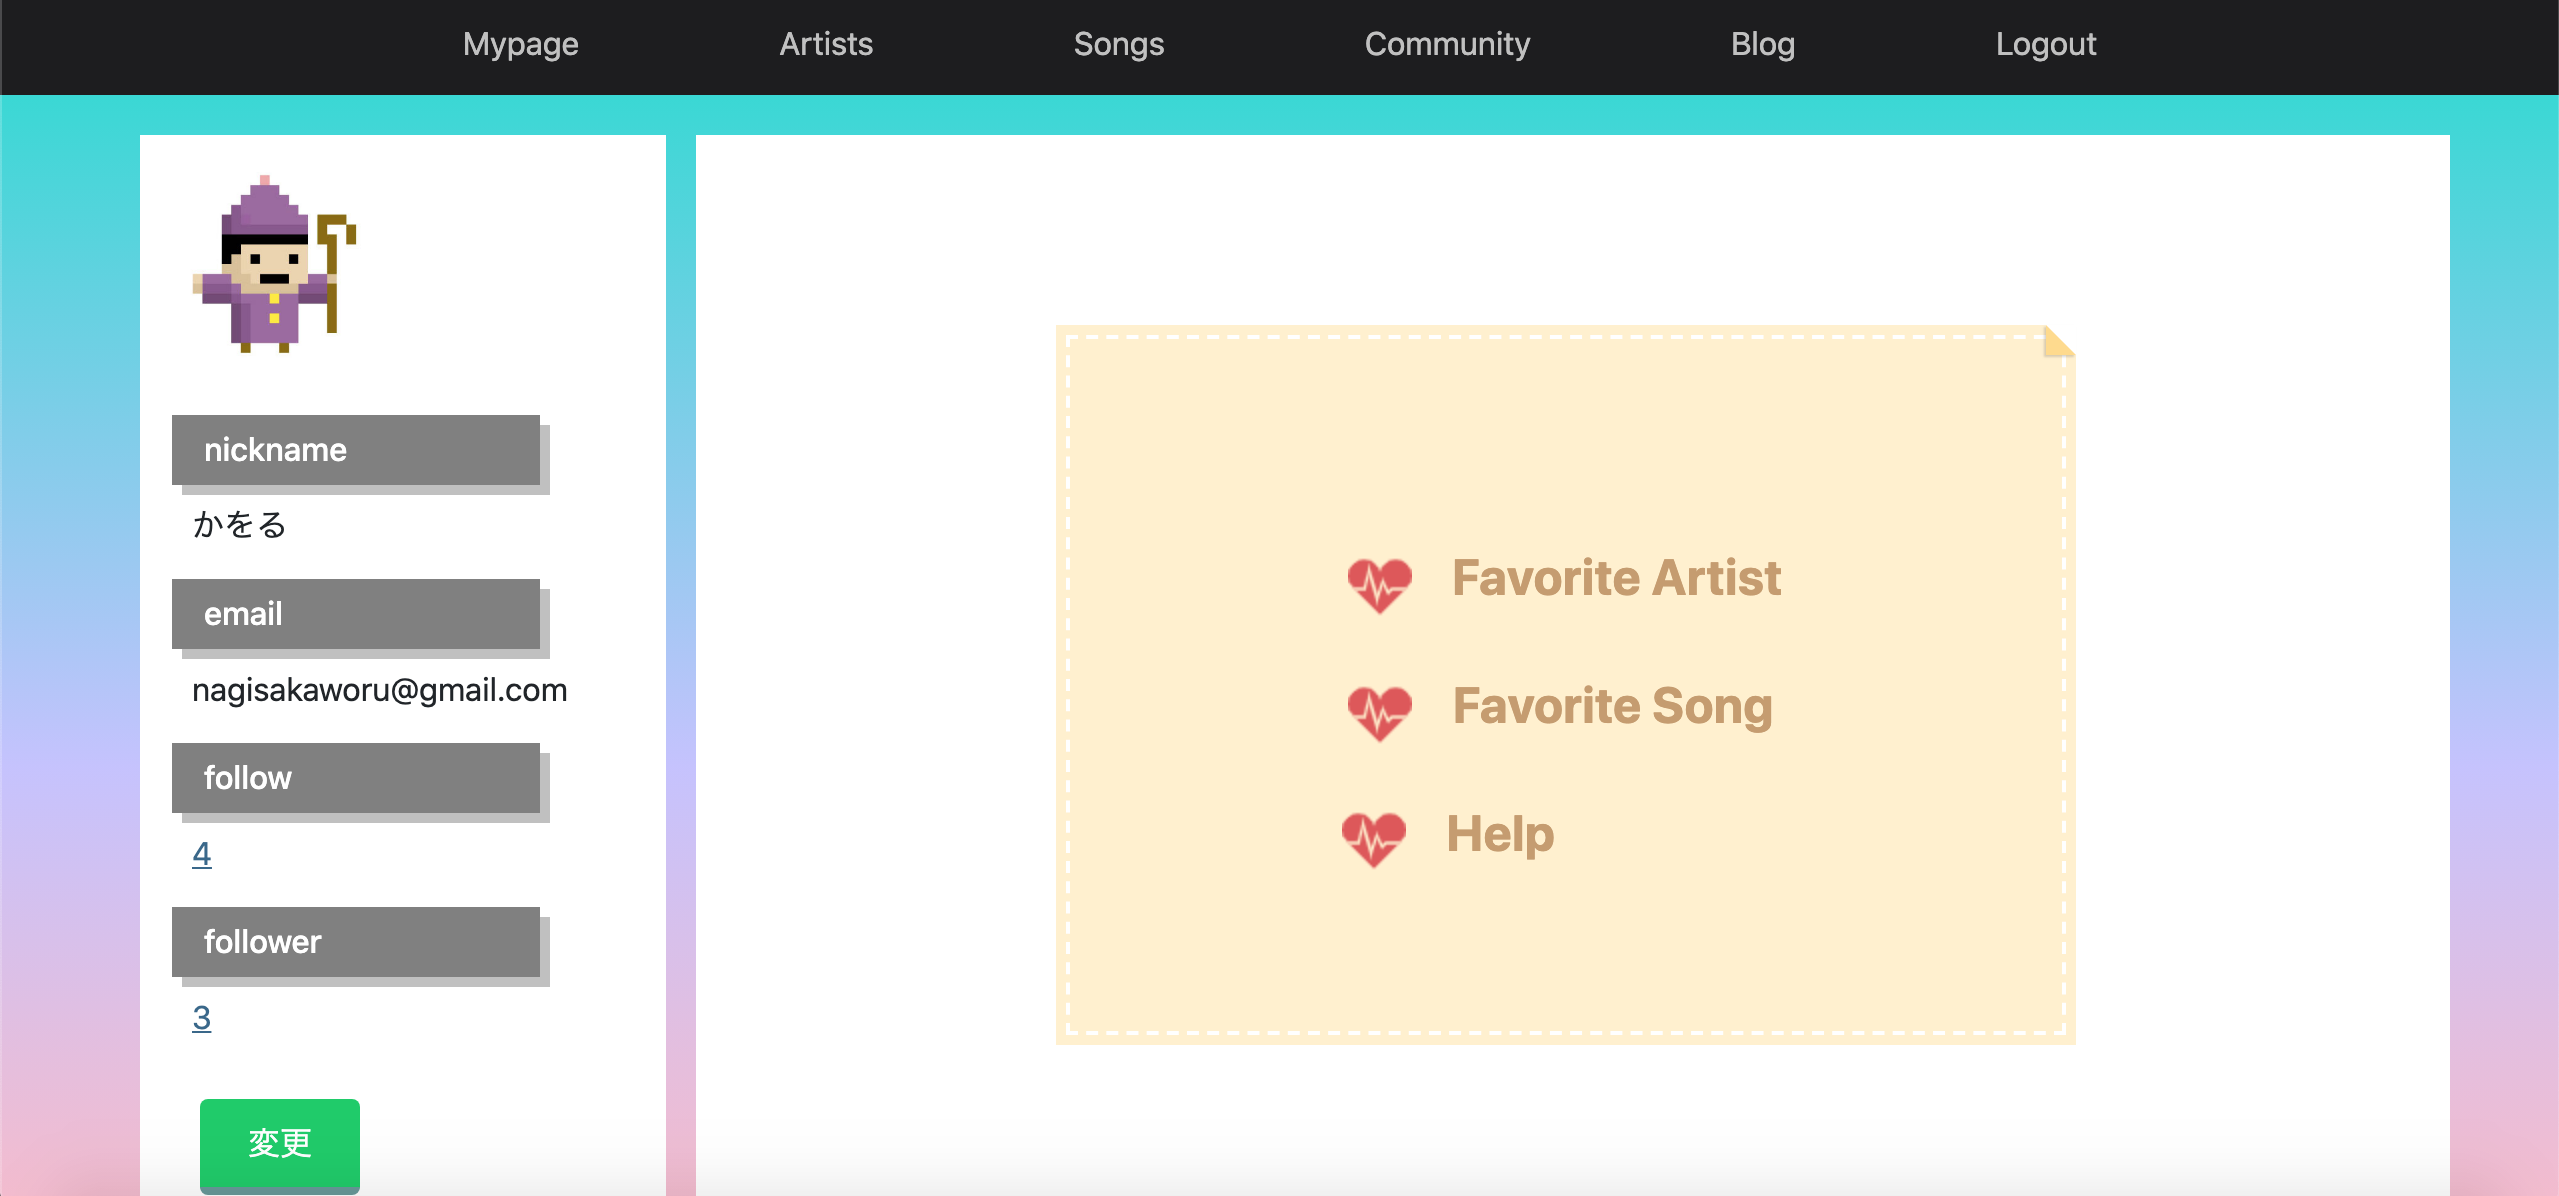 Mypage Artists Songs Community Blog Logout
nickname
かをる
email
nagisakaworu@gmail.com
follow
4
follower
3
変更
Favorite Artist
Favorite Song
Help